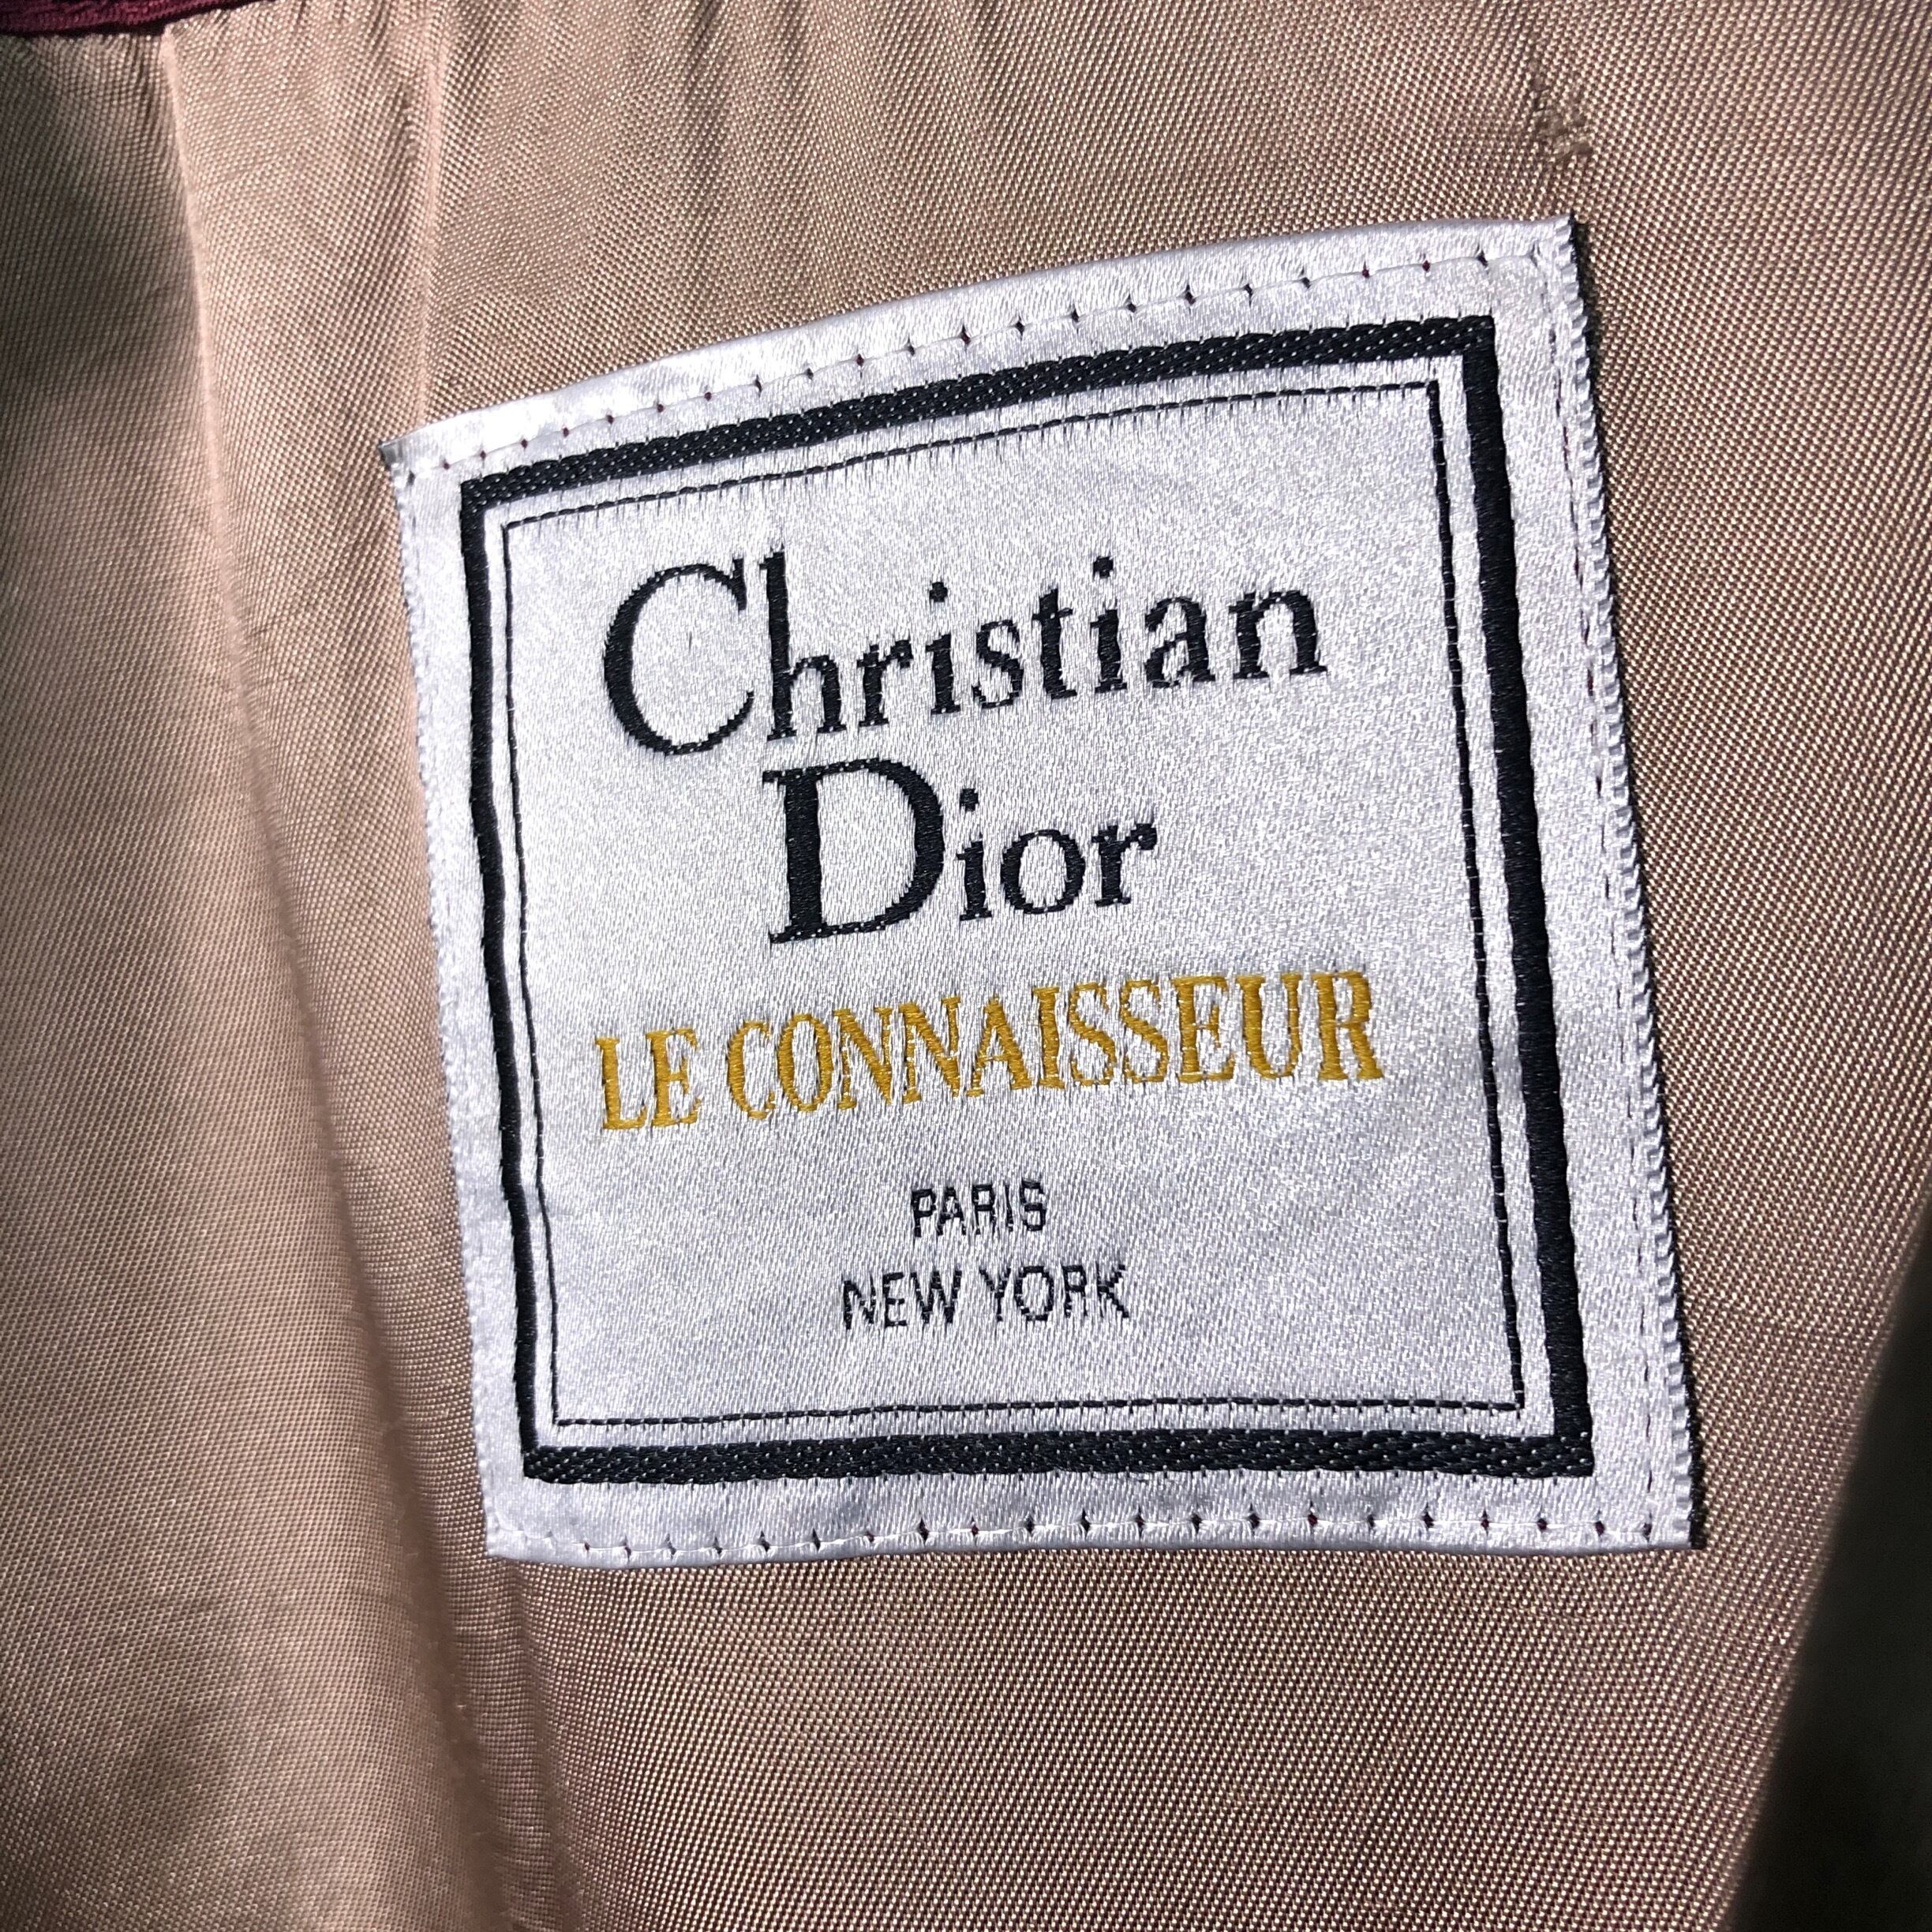 Christian
Dior
LE CONNAISSEUR
PARIS
NEW YORK